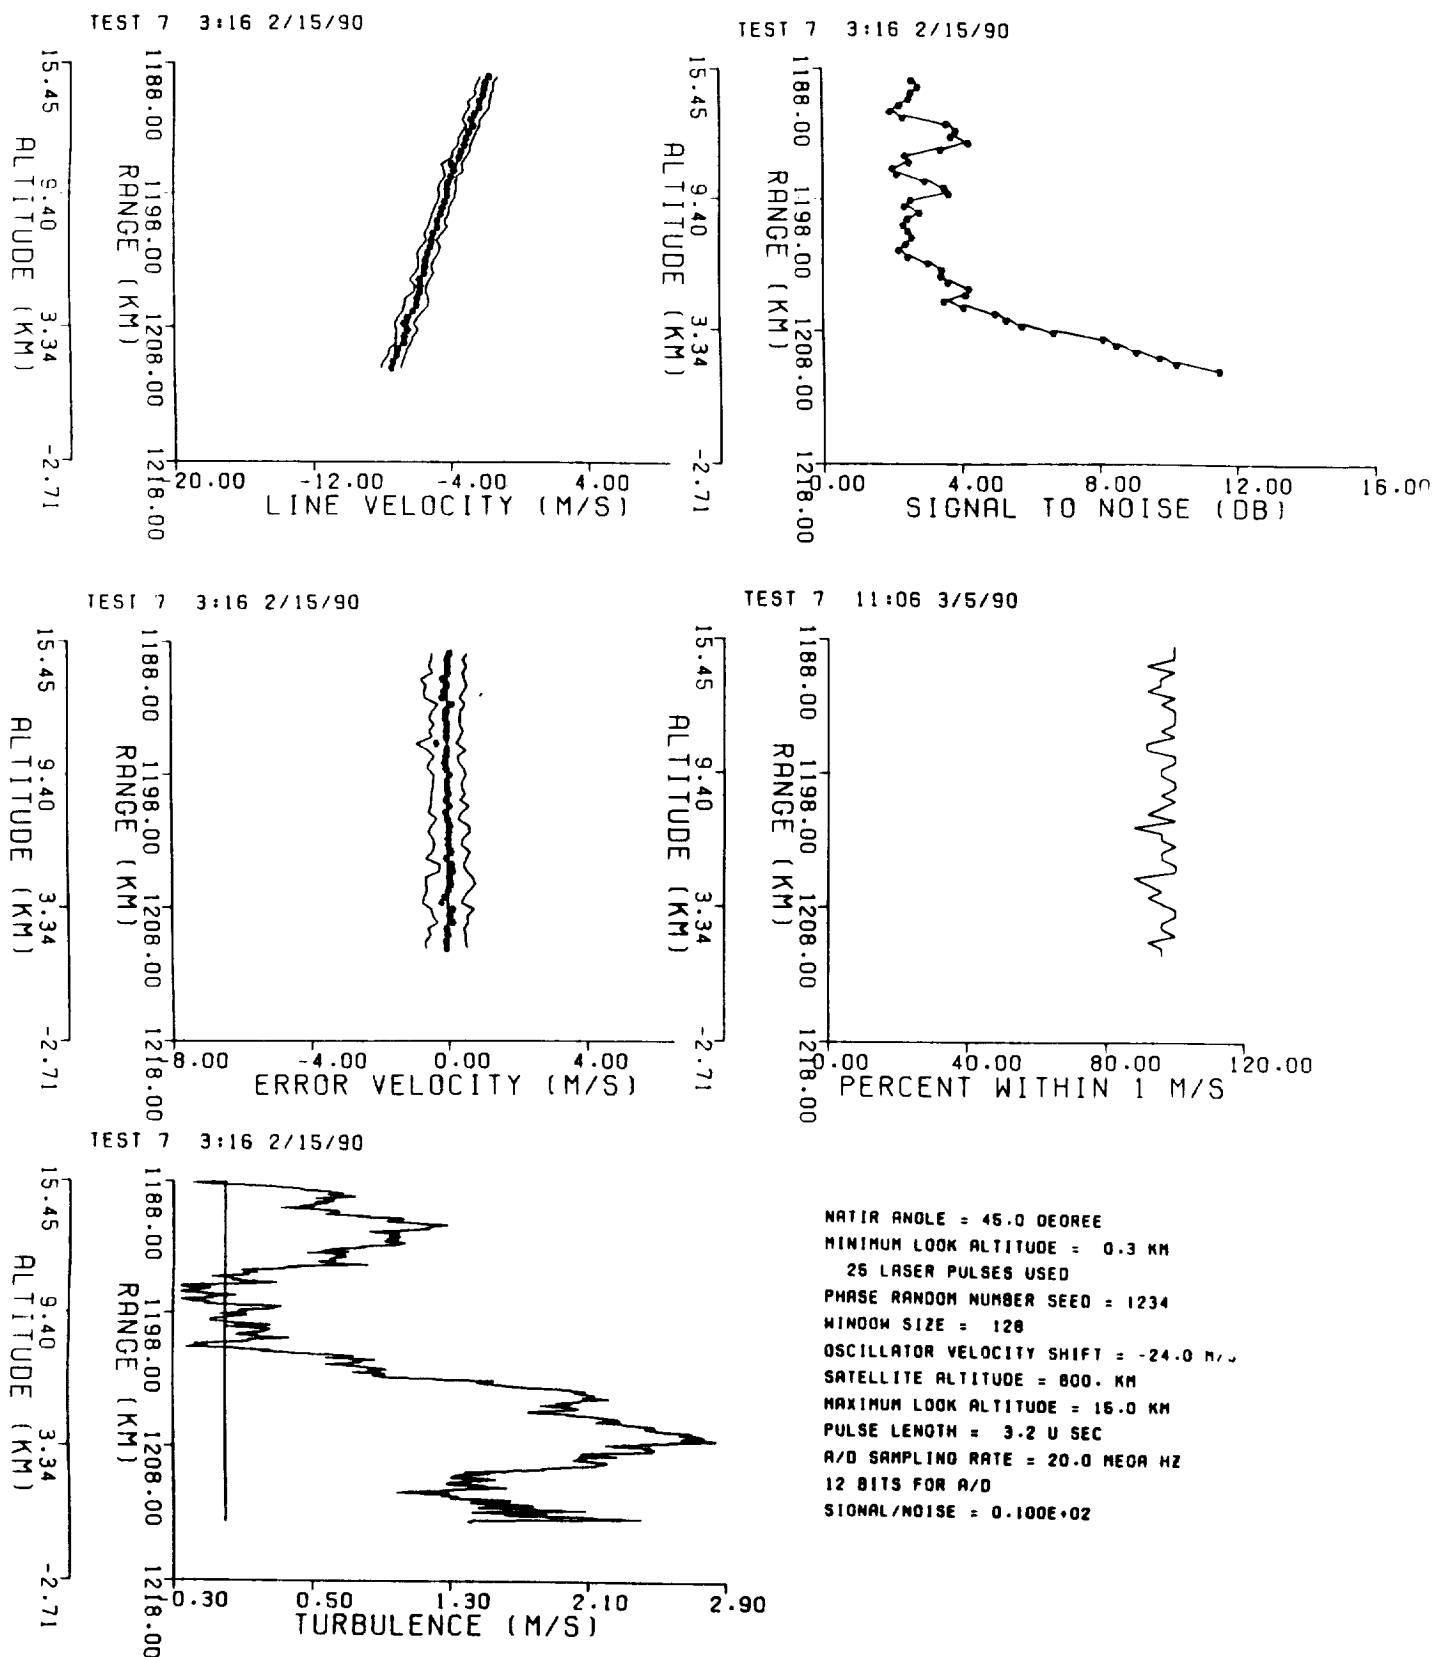 TEST 7 3:16 2/15/90
15.45
9.40
3.34
-2.71
ALTITUDE (KM)
1188.00
1198.00
1208.00
1218.00
RANGE (KM)
-20.00 -12.00 -4.00 4.00
LINE VELOCITY (M/S)
TEST 7 3:16 2/15/90
15.45
9.40
3.34
-2.71
ALTITUDE (KM)
1188.00
1198.00
1208.00
1218.00
RANGE (KM)
0.00 4.00 8.00 12.00 16.00
SIGNAL TO NOISE (DB)
TEST 7 3:16 2/15/90
15.45
9.40
3.34
-2.71
ALTITUDE (KM)
1188.00
1198.00
1208.00
1218.00
RANGE (KM)
-8.00 -4.00 0.00 4.00
ERROR VELOCITY (M/S)
TEST 7 11:06 3/5/90
15.45
9.40
3.34
-2.71
ALTITUDE (KM)
1188.00
1198.00
1208.00
1218.00
RANGE (KM)
0.00 40.00 80.00 120.00
PERCENT WITHIN 1 M/S
TEST 7 3:16 2/15/90
15.45
9.40
3.34
-2.71
ALTITUDE (KM)
1188.00
1198.00
1208.00
1218.00
RANGE (KM)
-0.30 0.50 1.30 2.10 2.90
TURBULENCE (M/S)
NATIR ANGLE = 45.0 DEGREE
MINIMUM LOOK ALTITUDE = 0.3 KM
25 LASER PULSES USED
PHASE RANDOM NUMBER SEED = 1234
WINDOW SIZE = 128
OSCILLATOR VELOCITY SHIFT = -24.0 M/S
SATELLITE ALTITUDE = 800. KM
MAXIMUM LOOK ALTITUDE = 15.0 KM
PULSE LENGTH = 3.2 U SEC
A/D SAMPLING RATE = 20.0 MEGA HZ
12 BITS FOR A/D
SIGNAL/NOISE = 0.100E+02